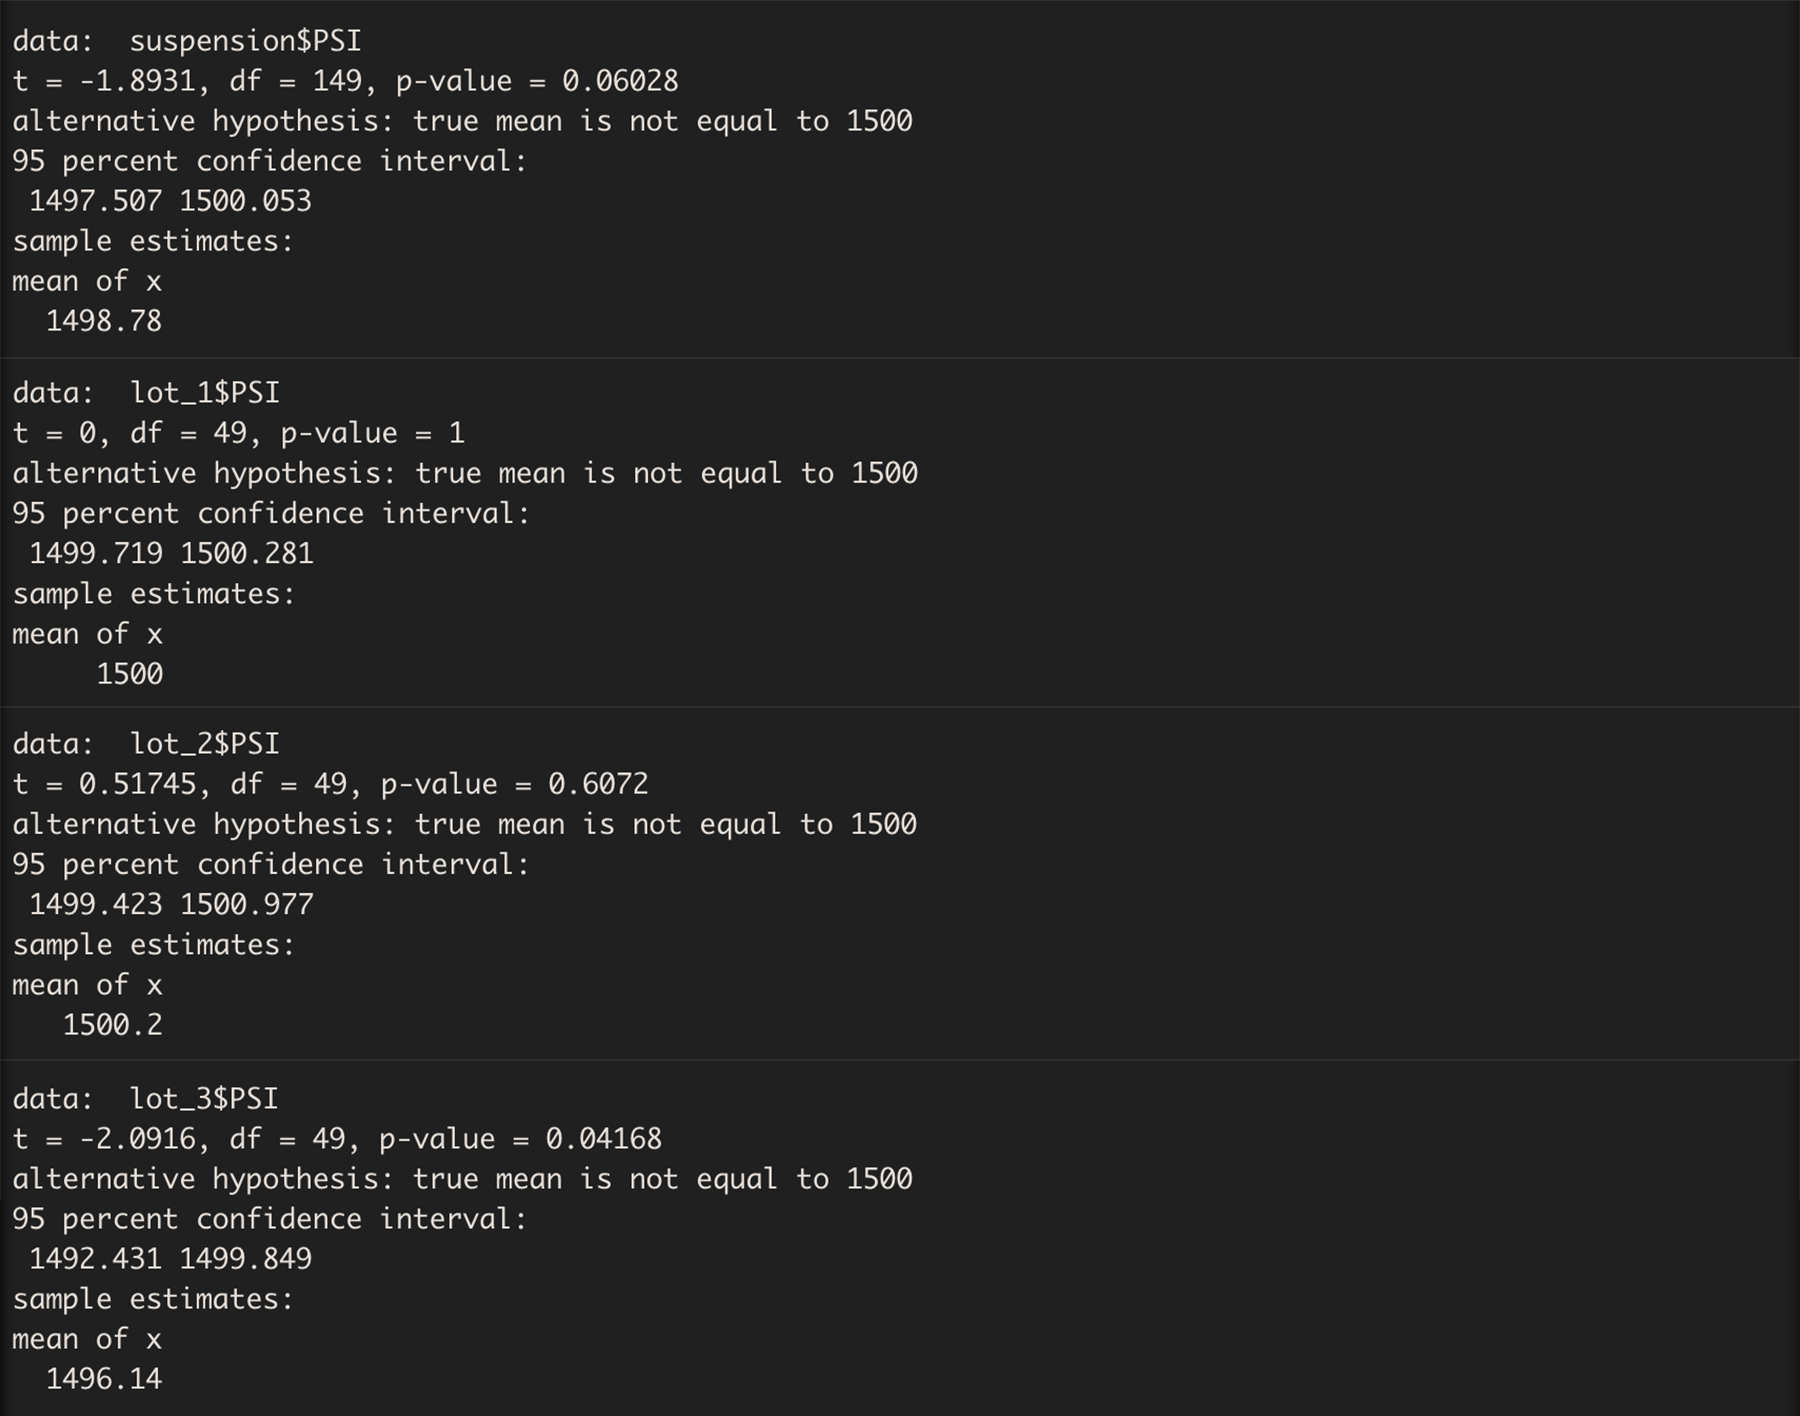 data:  suspension$PSI
t = -1.8931, df = 149, p-value = 0.06028
alternative hypothesis: true mean is not equal to 1500
95 percent confidence interval:
 1497.507 1500.053
sample estimates:
mean of x
  1498.78
data:  lot_1$PSI
t = 0, df = 49, p-value = 1
alternative hypothesis: true mean is not equal to 1500
95 percent confidence interval:
 1499.719 1500.281
sample estimates:
mean of x
     1500
data:  lot_2$PSI
t = 0.51745, df = 49, p-value = 0.6072
alternative hypothesis: true mean is not equal to 1500
95 percent confidence interval:
 1499.423 1500.977
sample estimates:
mean of x
   1500.2
data:  lot_3$PSI
t = -2.0916, df = 49, p-value = 0.04168
alternative hypothesis: true mean is not equal to 1500
95 percent confidence interval:
 1492.431 1499.849
sample estimates:
mean of x
  1496.14